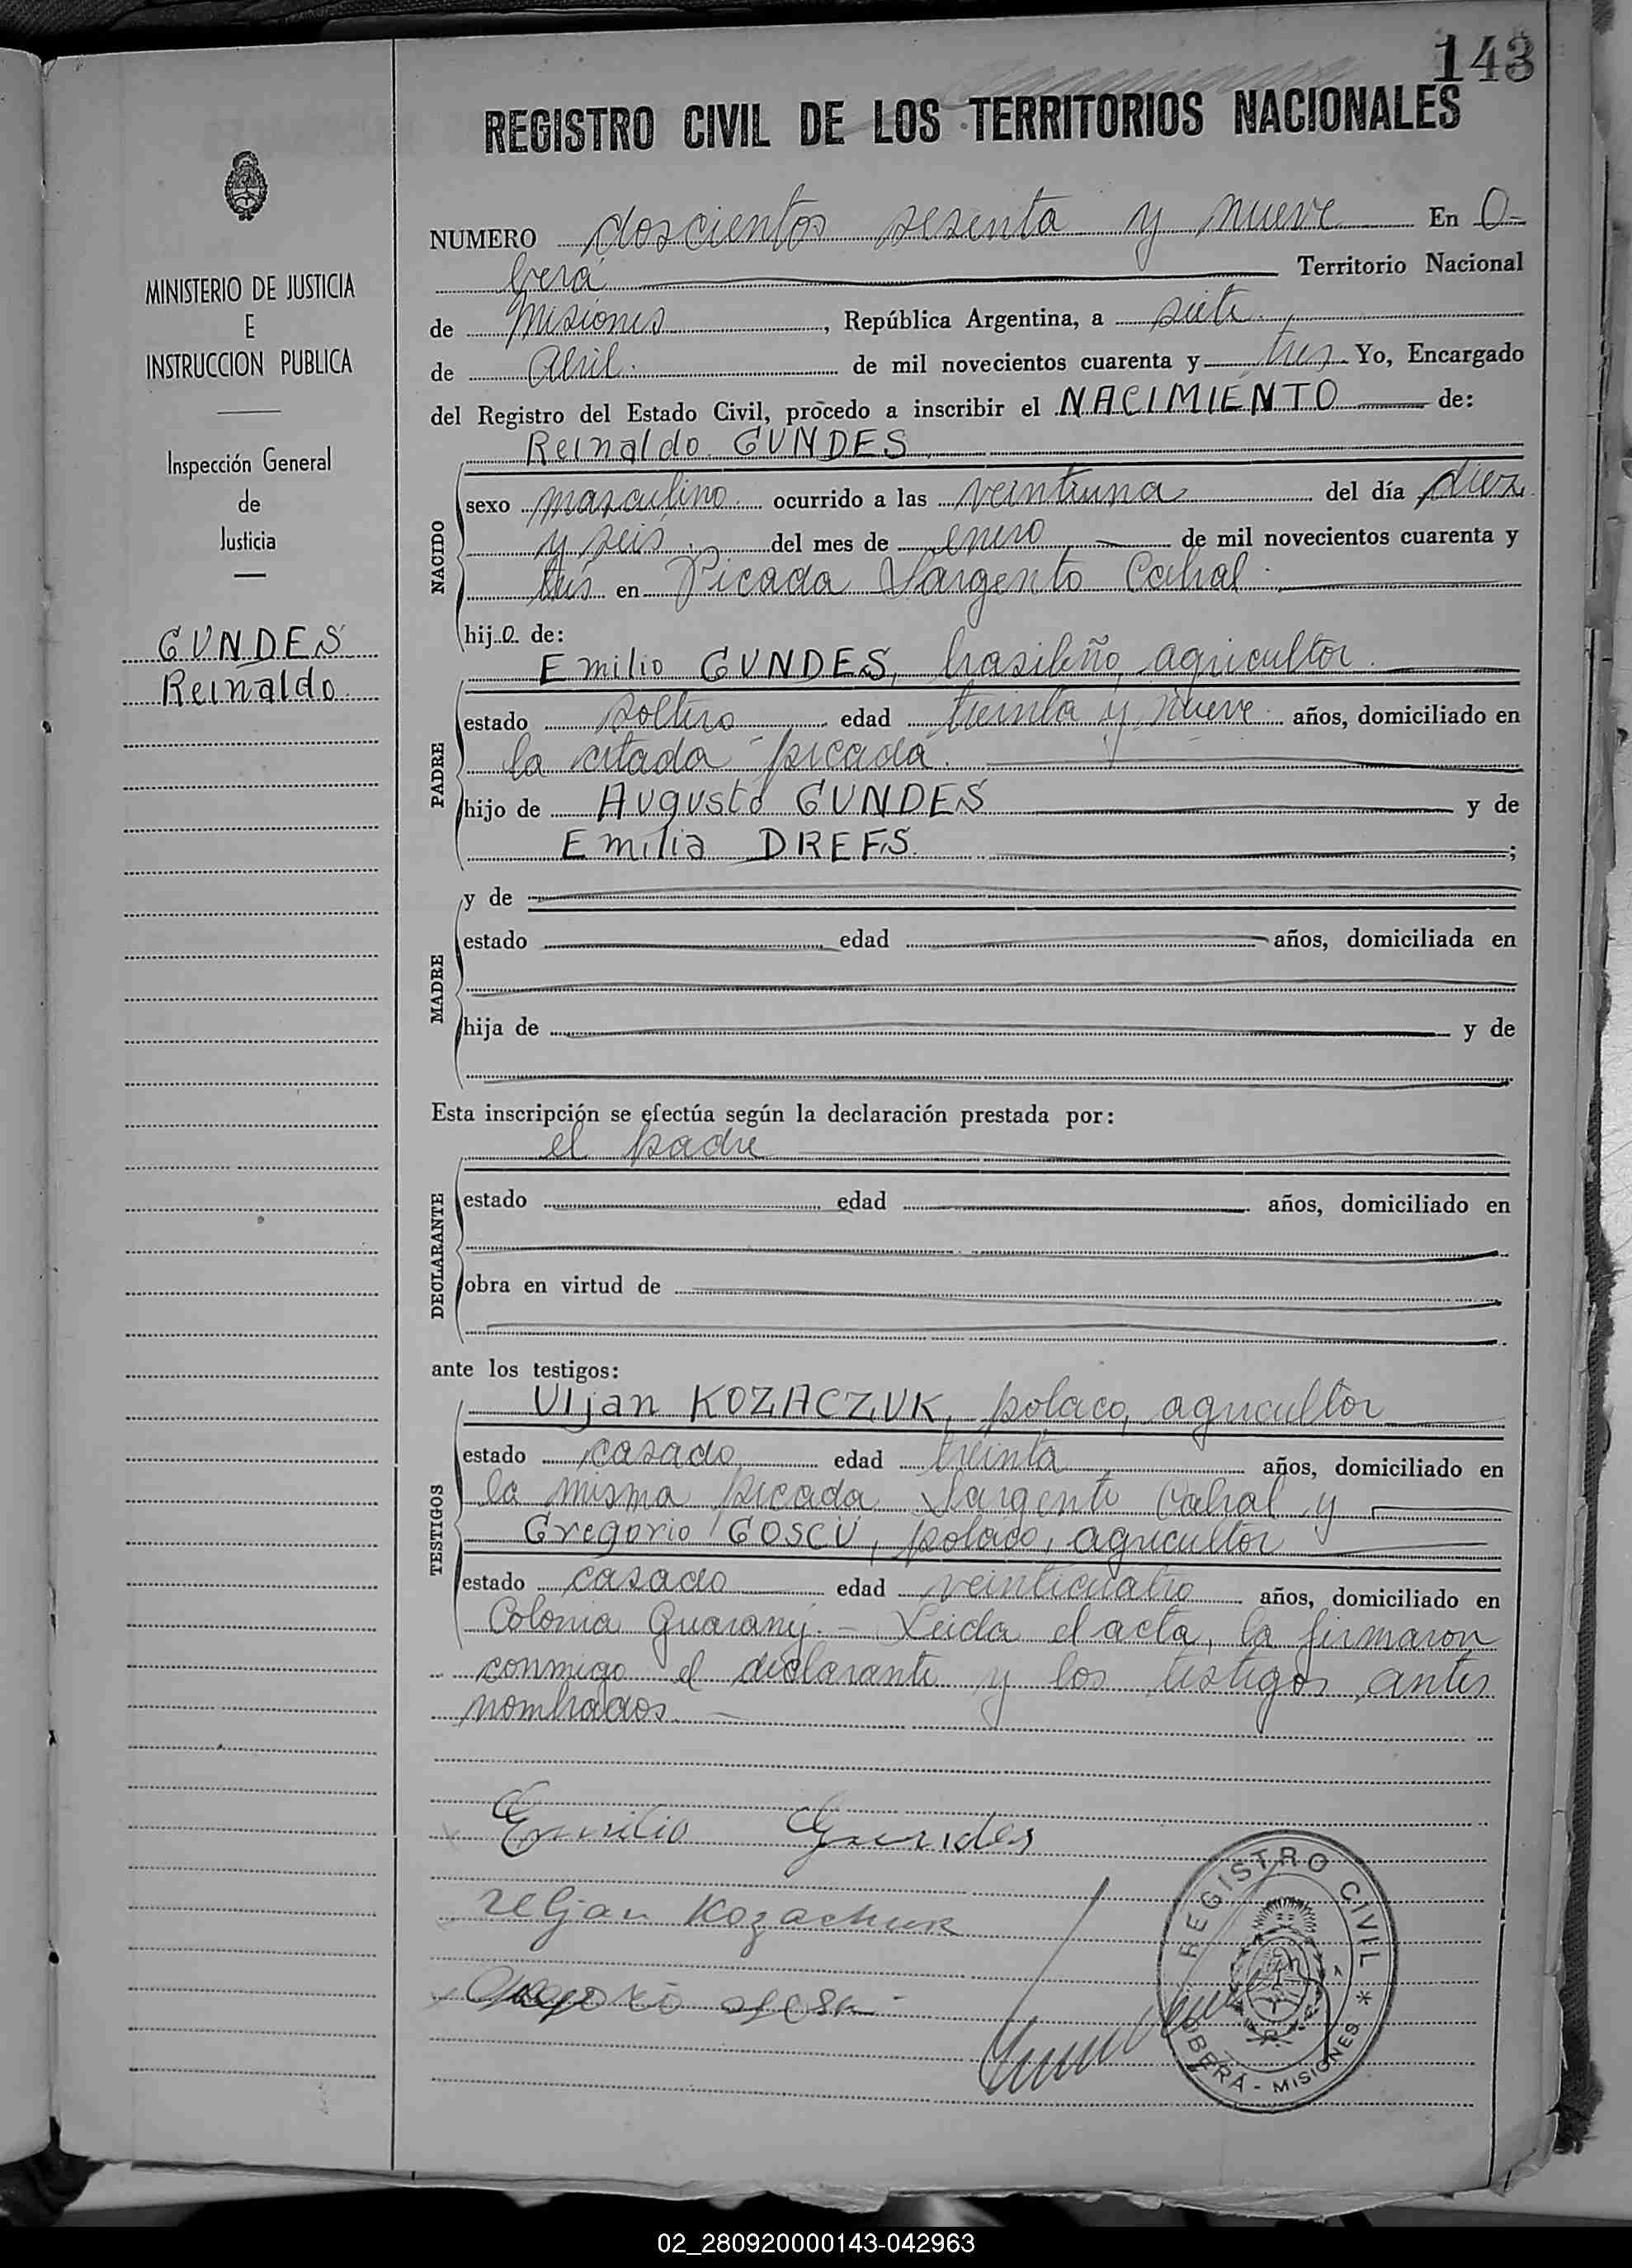 143
REGISTRO CIVIL DE LOS TERRITORIOS NACIONALES
MINISTERIO DE JUSTICIA
E
INSTRUCCION PUBLICA
Inspección General
de
Justicia
GUNDES
Reinaldo
NUMERO doscientos sesenta y nueve En O-
berá Territorio Nacional
de Misiones, República Argentina, a siete
de Abril de mil novecientos cuarenta y tres Yo, Encargado
del Registro del Estado Civil, procedo a inscribir el NACIMIENTO de:
Reinaldo GUNDES
NACIDO
sexo masculino ocurrido a las veintiuna del día diez
y seis del mes de enero de mil novecientos cuarenta y
tres en Picada Sargento Cabral
hijo de:
Emilio GUNDES, brasileño, agricultor
PADRE
estado soltero edad treinta y nueve años, domiciliado en
la citada picada.
hijo de Augusto GUNDES y de
Emilia DREFS ;
MADRE
y de
estado edad años, domiciliada en
hija de y de
Esta inscripción se efectúa según la declaración prestada por:
el padre
DECLARANTE
estado edad años, domiciliado en
obra en virtud de
ante los testigos:
Uljan KOZACZUK, polaco, agricultor
TESTIGOS
estado casado edad treinta años, domiciliado en
la misma picada Sargento Cabral y
Gregorio GOSCU, polaco, agricultor
estado casado edad veinticuatro años, domiciliado en
Colonia Guarany.- Leida el acta, la firmaron
conmigo el declarante y los testigos antes
nombrados.-
Emilio Gundes
Uljan Kozachuk
REGISTRO CIVIL *
OBERÁ - MISIONES
02_280920000143-042963